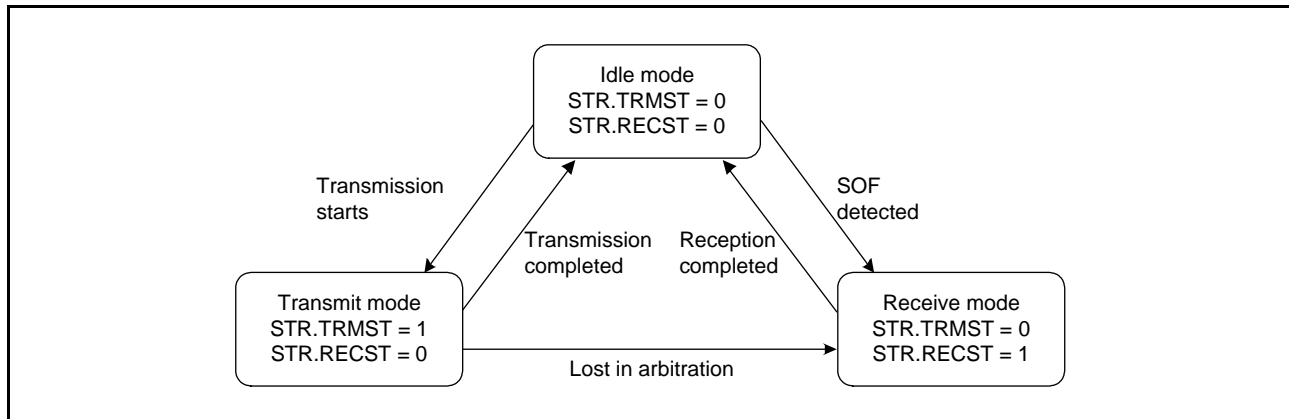 Idle mode
STR.TRMST = 0
STR.RECST = 0
Transmission
starts
SOF
detected
Transmission
completed
Reception
completed
Transmit mode
STR.TRMST = 1
STR.RECST = 0
Receive mode
STR.TRMST = 0
STR.RECST = 1
Lost in arbitration